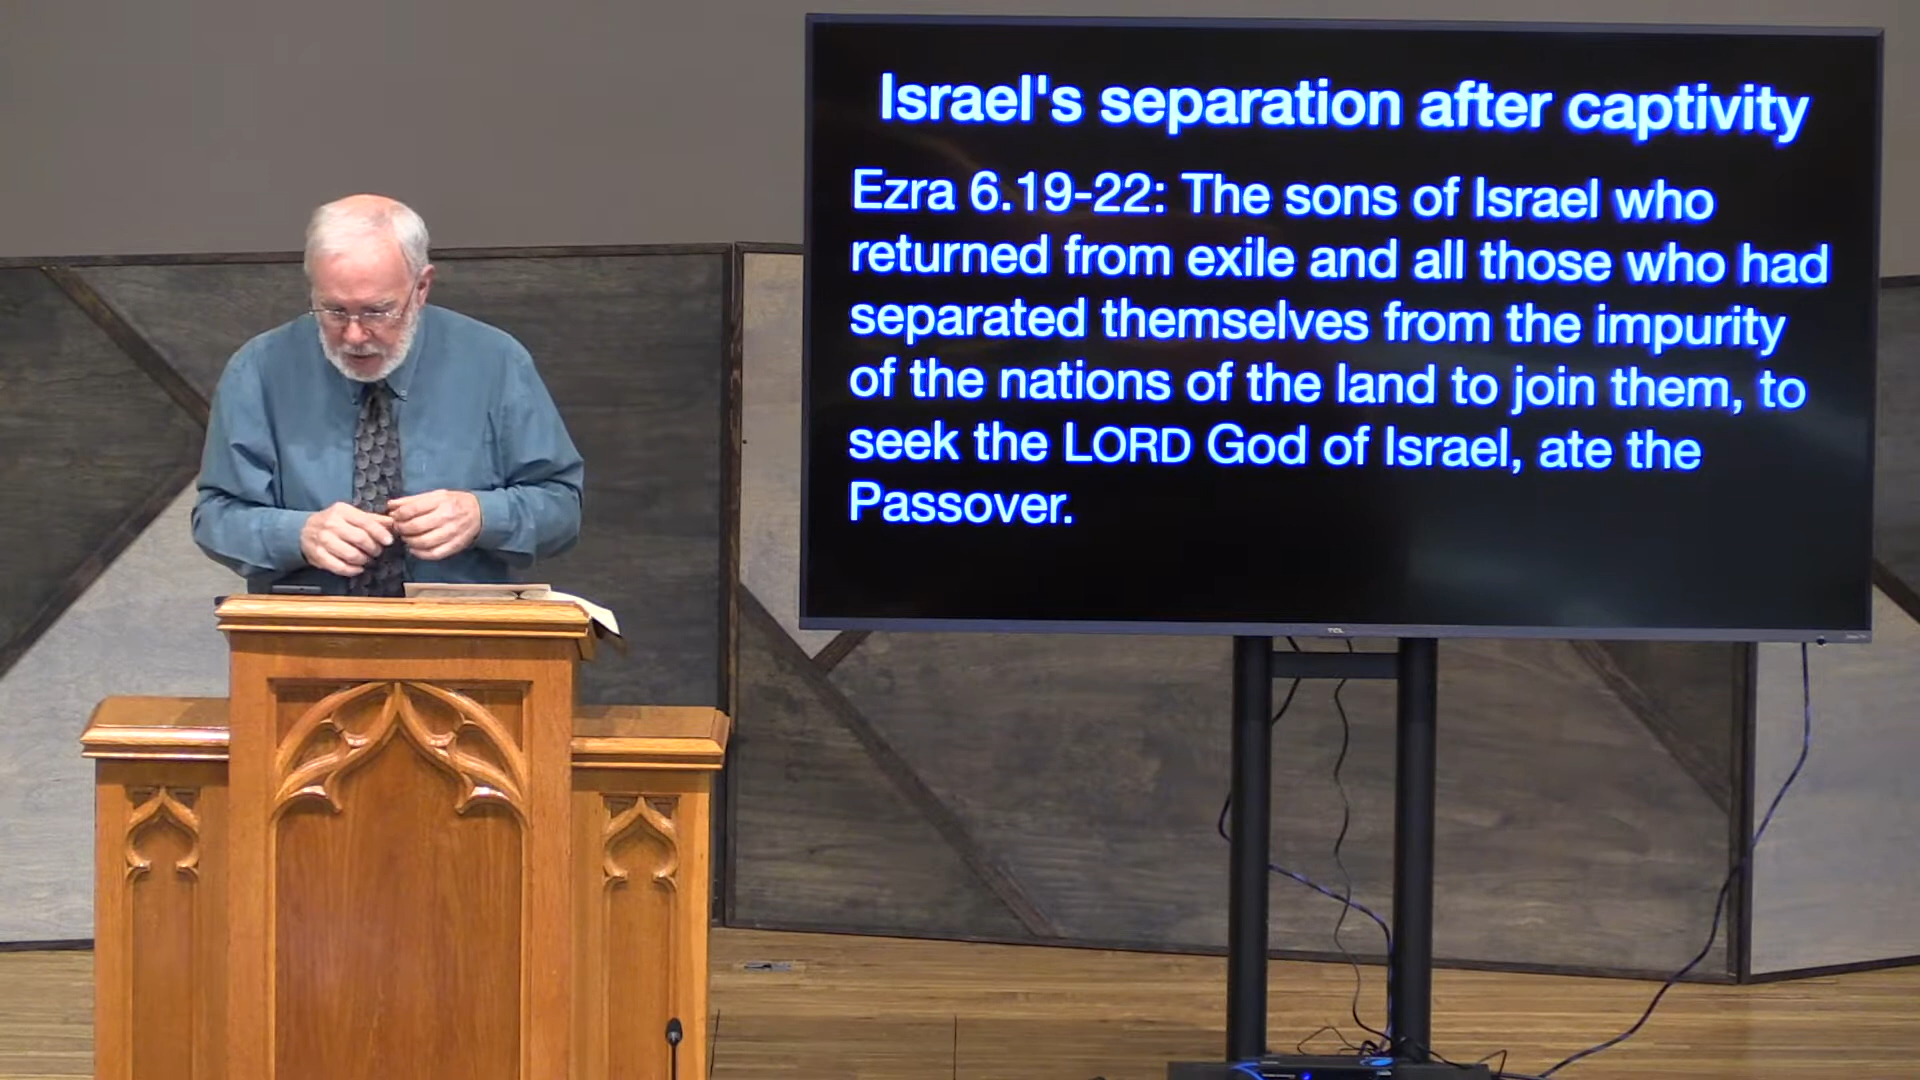 Israel's separation after captivity
Ezra 6.19-22: The sons of Israel who
returned from exile and all those who had
separated themselves from the impurity
of the nations of the land to join them, to
seek the LORD God of Israel, ate the
Passover.
TCL